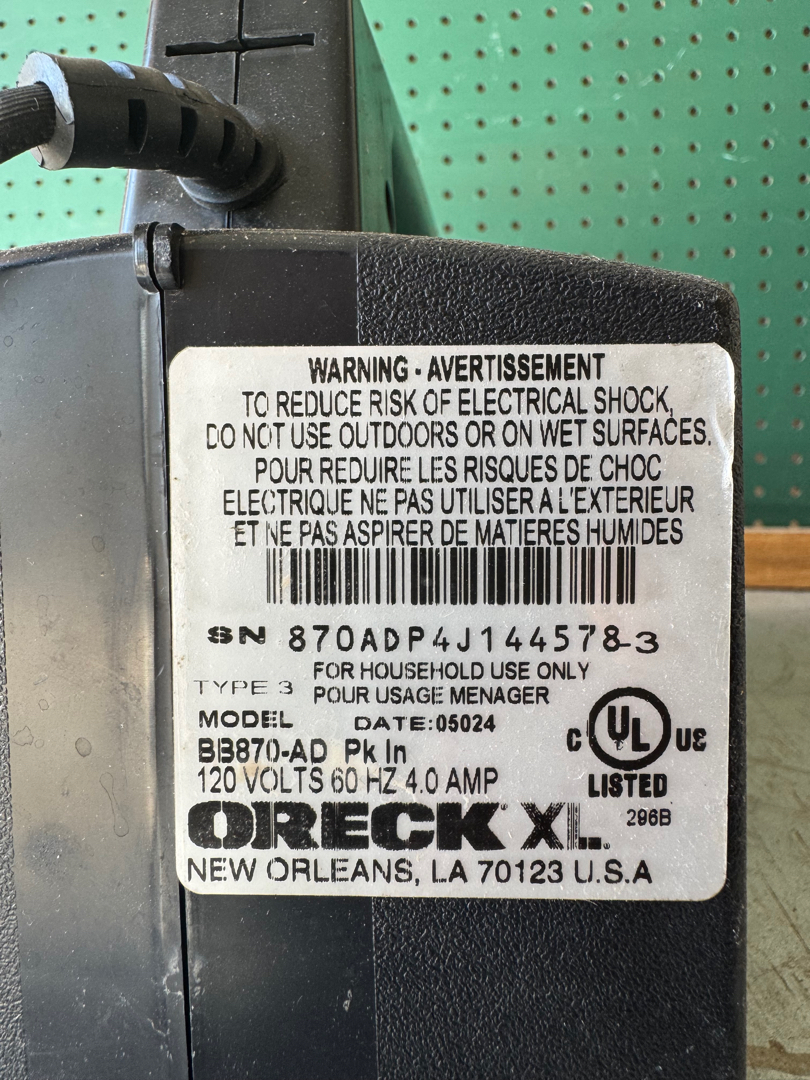 WARNING - AVERTISSEMENT
TO REDUCE RISK OF ELECTRICAL SHOCK,
DO NOT USE OUTDOORS OR ON WET SURFACES.
POUR REDUIRE LES RISQUES DE CHOC
ELECTRIQUE NE PAS UTILISER A L'EXTERIEUR
ET NE PAS ASPIRER DE MATIERES HUMIDES
SN 870ADP4J144578-3
FOR HOUSEHOLD USE ONLY
TYPE 3 POUR USAGE MENAGER
MODEL DATE:05024
BB870-AD Pk In
120 VOLTS 60 HZ 4.0 AMP
C UL US
LISTED
296B
ORECK XL
NEW ORLEANS, LA 70123 U.S.A